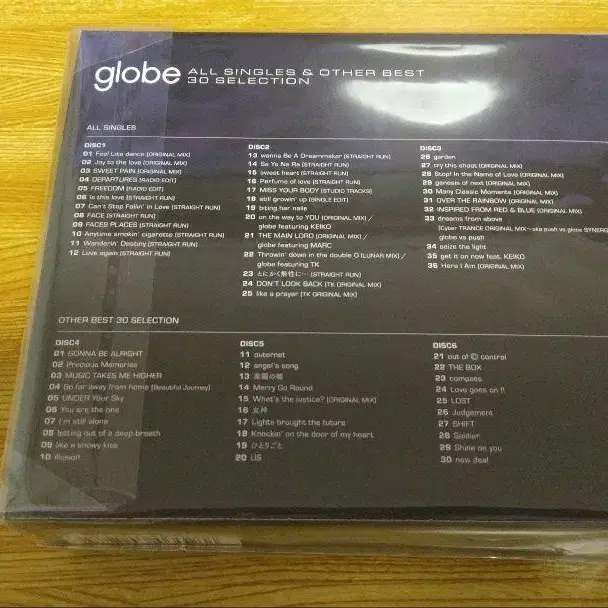 globe ALL SINGLES & OTHER BEST
30 SELECTION
ALL SINGLES
DISC1
01 Feel Like dance [ORIGINAL MIX]
02 Joy to the love [ORIGINAL MIX]
03 SWEET PAIN [ORIGINAL MIX]
04 DEPARTURES [RADIO EDIT]
05 FREEDOM [RADIO EDIT]
06 Is this love [STRAIGHT RUN]
07 Can't Stop Fallin' in Love [STRAIGHT RUN]
08 FACE [STRAIGHT RUN]
09 FACES PLACES [STRAIGHT RUN]
10 Anytime smokin' cigarette [STRAIGHT RUN]
11 Wanderin' Destiny [STRAIGHT RUN]
12 Love again [STRAIGHT RUN]
DISC2
13 wanna Be A Dreammaker [STRAIGHT RUN]
14 Sa Yo Na Ra [STRAIGHT RUN]
15 sweet heart [STRAIGHT RUN]
16 Perfume of love [STRAIGHT RUN]
17 MISS YOUR BODY [STUDIO TRACKS]
18 still growin' up [SINGLE EDIT]
19 biting her nails
20 on the way to YOU [ORIGINAL MIX] /
globe featuring KEIKO
21 THE MAIN LORD [ORIGINAL MIX] /
globe featuring MARC
22 Throwin' down in the double O [LUNAR MIX] /
globe featuring TK
23 とにかく無性に… [STRAIGHT RUN]
24 DON'T LOOK BACK [TK ORIGINAL MIX]
25 like a prayer [TK ORIGINAL MIX]
DISC3
26 garden
27 try this shoot [ORIGINAL MIX]
28 Stop! In the Name of Love [ORIGINAL MIX]
29 genesis of next [ORIGINAL MIX]
30 Many Classic Moments [ORIGINAL MIX]
31 OVER THE RAINBOW [ORIGINAL MIX]
32 INSPIRED FROM RED & BLUE [ORIGINAL MIX]
33 dreams from above
[Cyber TRANCE ORIGINAL MIX~aka push vs globe SYNERG
globe vs push
34 seize the light
35 get it on now feat. KEIKO
36 Here I Am [ORIGINAL MIX]
OTHER BEST 30 SELECTION
DISC4
01 GONNA BE ALRIGHT
02 Precious Memories
03 MUSIC TAKES ME HIGHER
04 Go far away from home (Beautiful Journey)
05 UNDER Your Sky
06 You are the one
07 I'm still alone
08 letting out of a deep breath
09 like a snowy kiss
10 illusion
DISC5
11 outernet
12 angel's song
13 楽園の嘘
14 Merry Go Round
15 What's the justice? [ORIGINAL MIX]
16 女神
17 Lights brought the future
18 Knockin' on the door of my heart
19 ひとりごと
20 US
DISC6
21 out of © control
22 THE BOX
23 compass
24 Love goes on !!
25 LOST
26 Judgement
27 SHIFT
28 Soldier
29 Shine on you
30 new deal